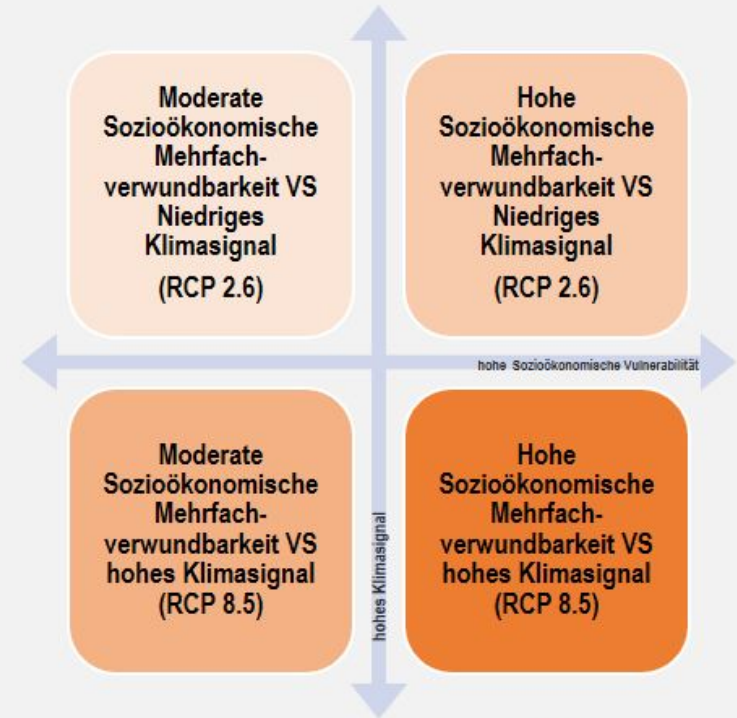 Moderate
Sozioökonomische
Mehrfach-
verwundbarkeit VS
Niedriges
Klimasignal
(RCP 2.6)
Hohe
Sozioökonomische
Mehrfach-
verwundbarkeit VS
Niedriges
Klimasignal
(RCP 2.6)
hohe Sozioökonomische Vulnerabilität
Moderate
Sozioökonomische
Mehrfach-
verwundbarkeit VS
hohes Klimasignal
(RCP 8.5)
hohes Klimasignal
Hohe
Sozioökonomische
Mehrfach-
verwundbarkeit VS
hohes Klimasignal
(RCP 8.5)